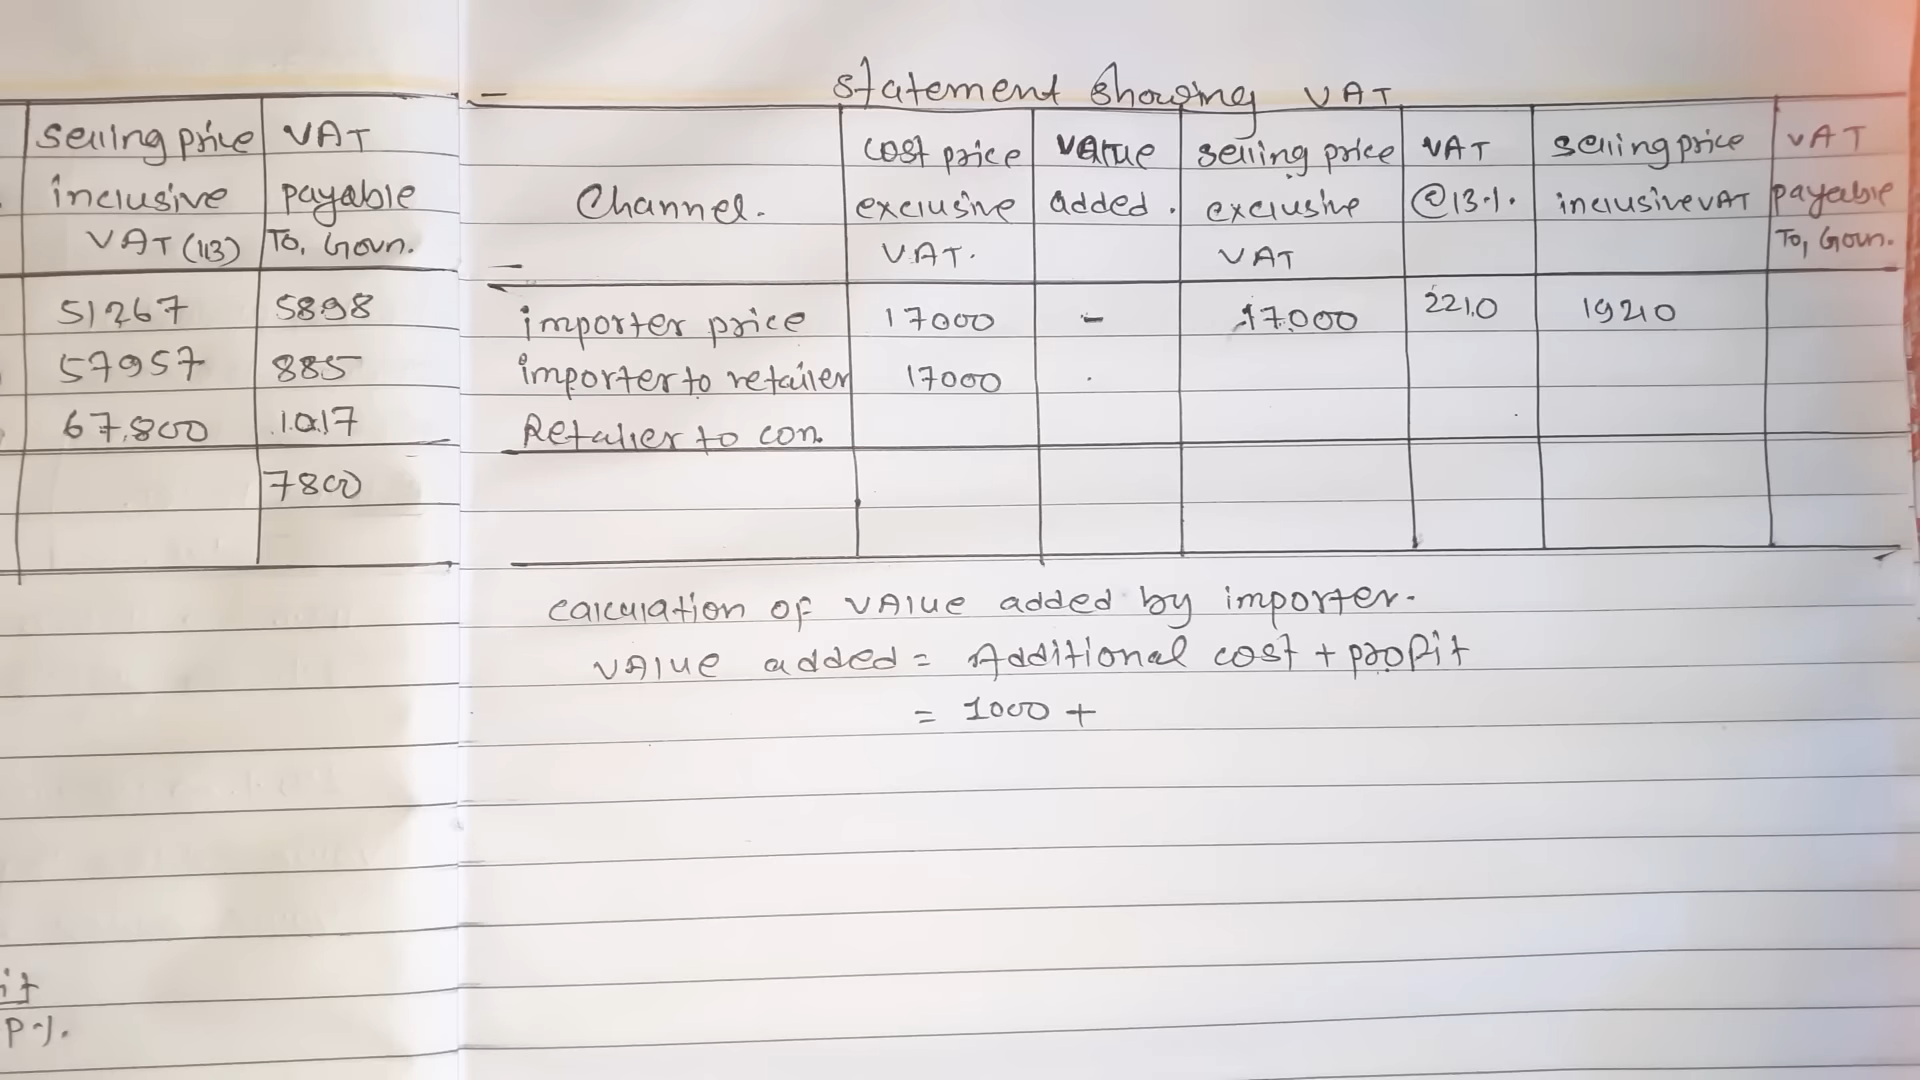 selling price VAT
inclusive payable
VAT (113) To, Govn.
51267 5898
57957 885
67,800 1017
7800
it
P%.
statement showing VAT
cost price value selling price VAT selling price VAT
Channel. exclusive added. exclusive @13%. inclusive VAT payable
VAT. VAT To, Govn.
importer price 17000 - 17000 2210 19210
importer to retailer 17000
Retalier to con.
calculation of value added by importer.
value added = Additional cost + profit
= 1000 +